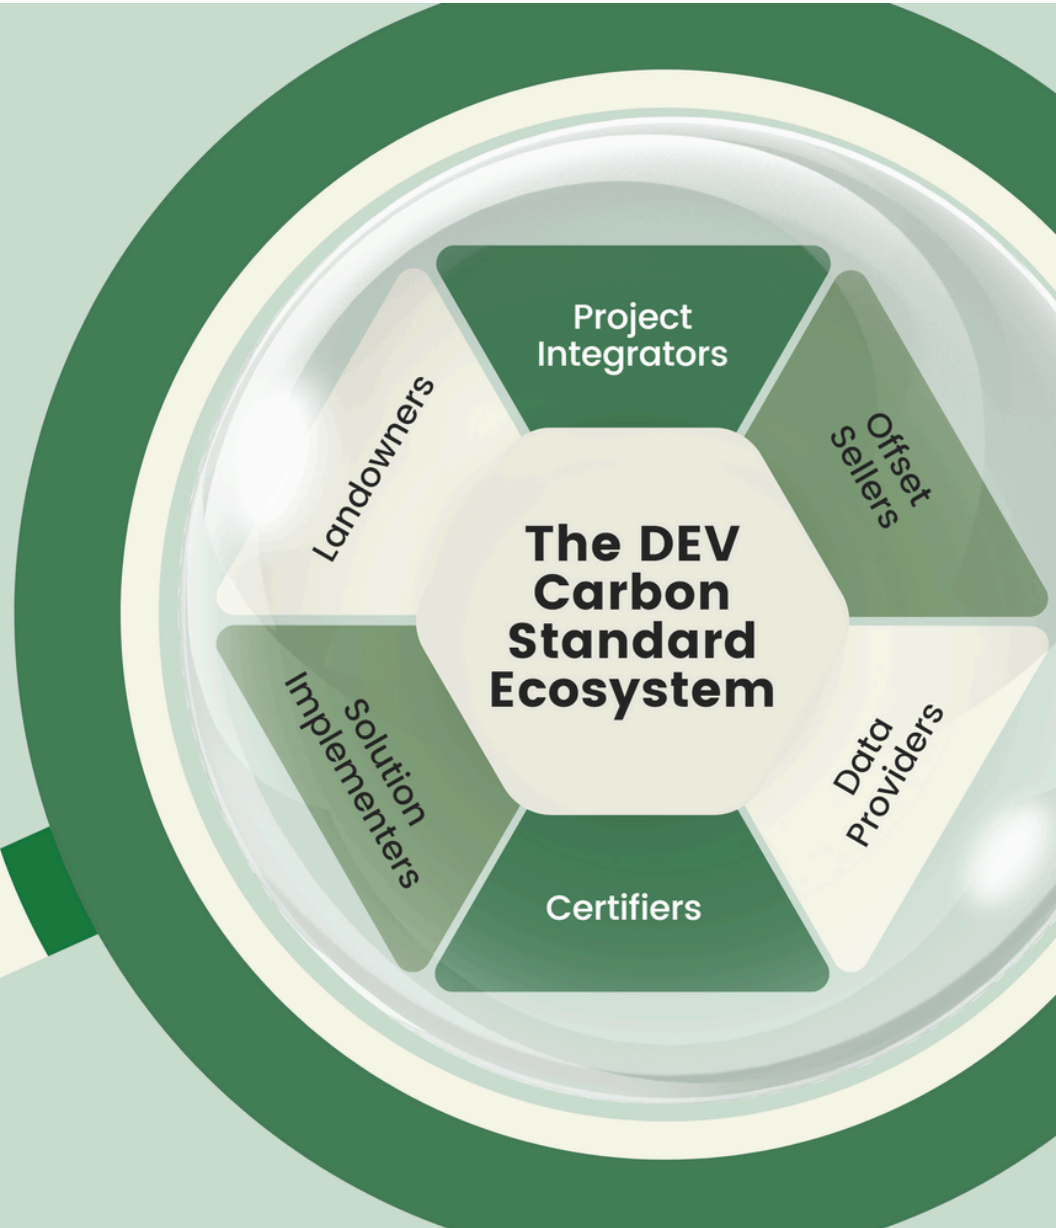 Project
Integrators
Offset
Sellers
Landowners
The DEV
Carbon
Standard
Ecosystem
Data
Providers
Solution
Implementers
Certifiers